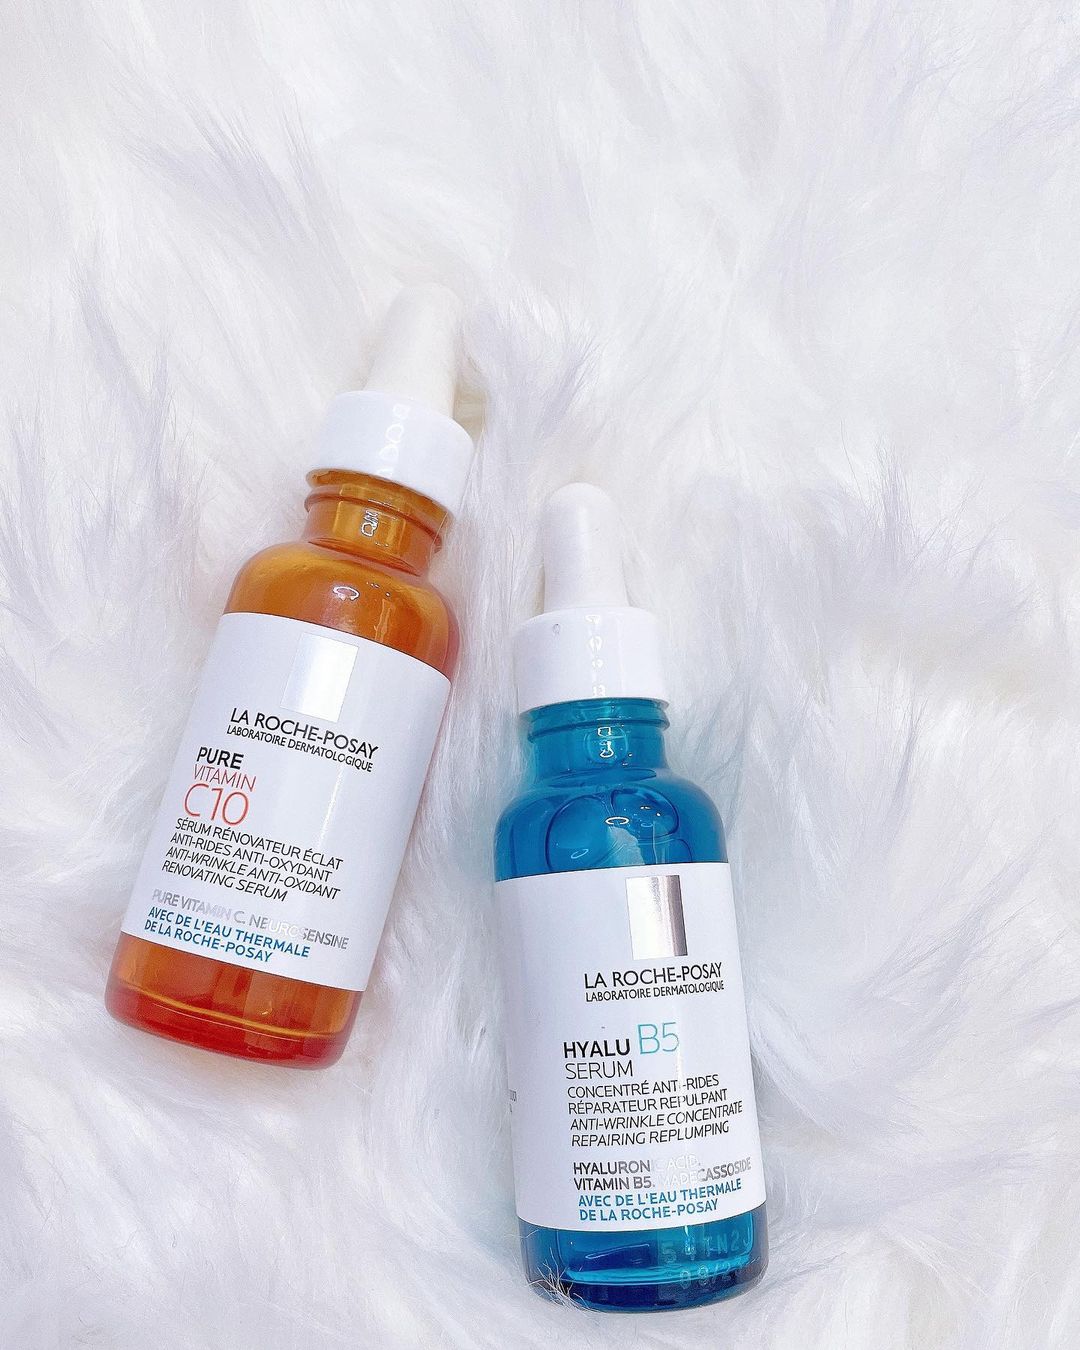 LA ROCHE-POSAY
LABORATOIRE DERMATOLOGIQUE
PURE
VITAMIN
C10
SÉRUM RÉNOVATEUR ÉCLAT
ANTI-RIDES ANTI-OXYDANT
ANTI-WRINKLE ANTI-OXIDANT
RENOVATING SERUM
PURE VITAMIN C. NEUROSENSINE
AVEC DE L'EAU THERMALE
DE LA ROCHE-POSAY
LA ROCHE-POSAY
LABORATOIRE DERMATOLOGIQUE
HYALU B5
SERUM
CONCENTRÉ ANTI-RIDES
RÉPARATEUR REPULPANT
ANTI-WRINKLE CONCENTRATE
REPAIRING REPLUMPING
HYALURONIC ACID.
VITAMIN B5. MADECASSOSIDE
AVEC DE L'EAU THERMALE
DE LA ROCHE-POSAY